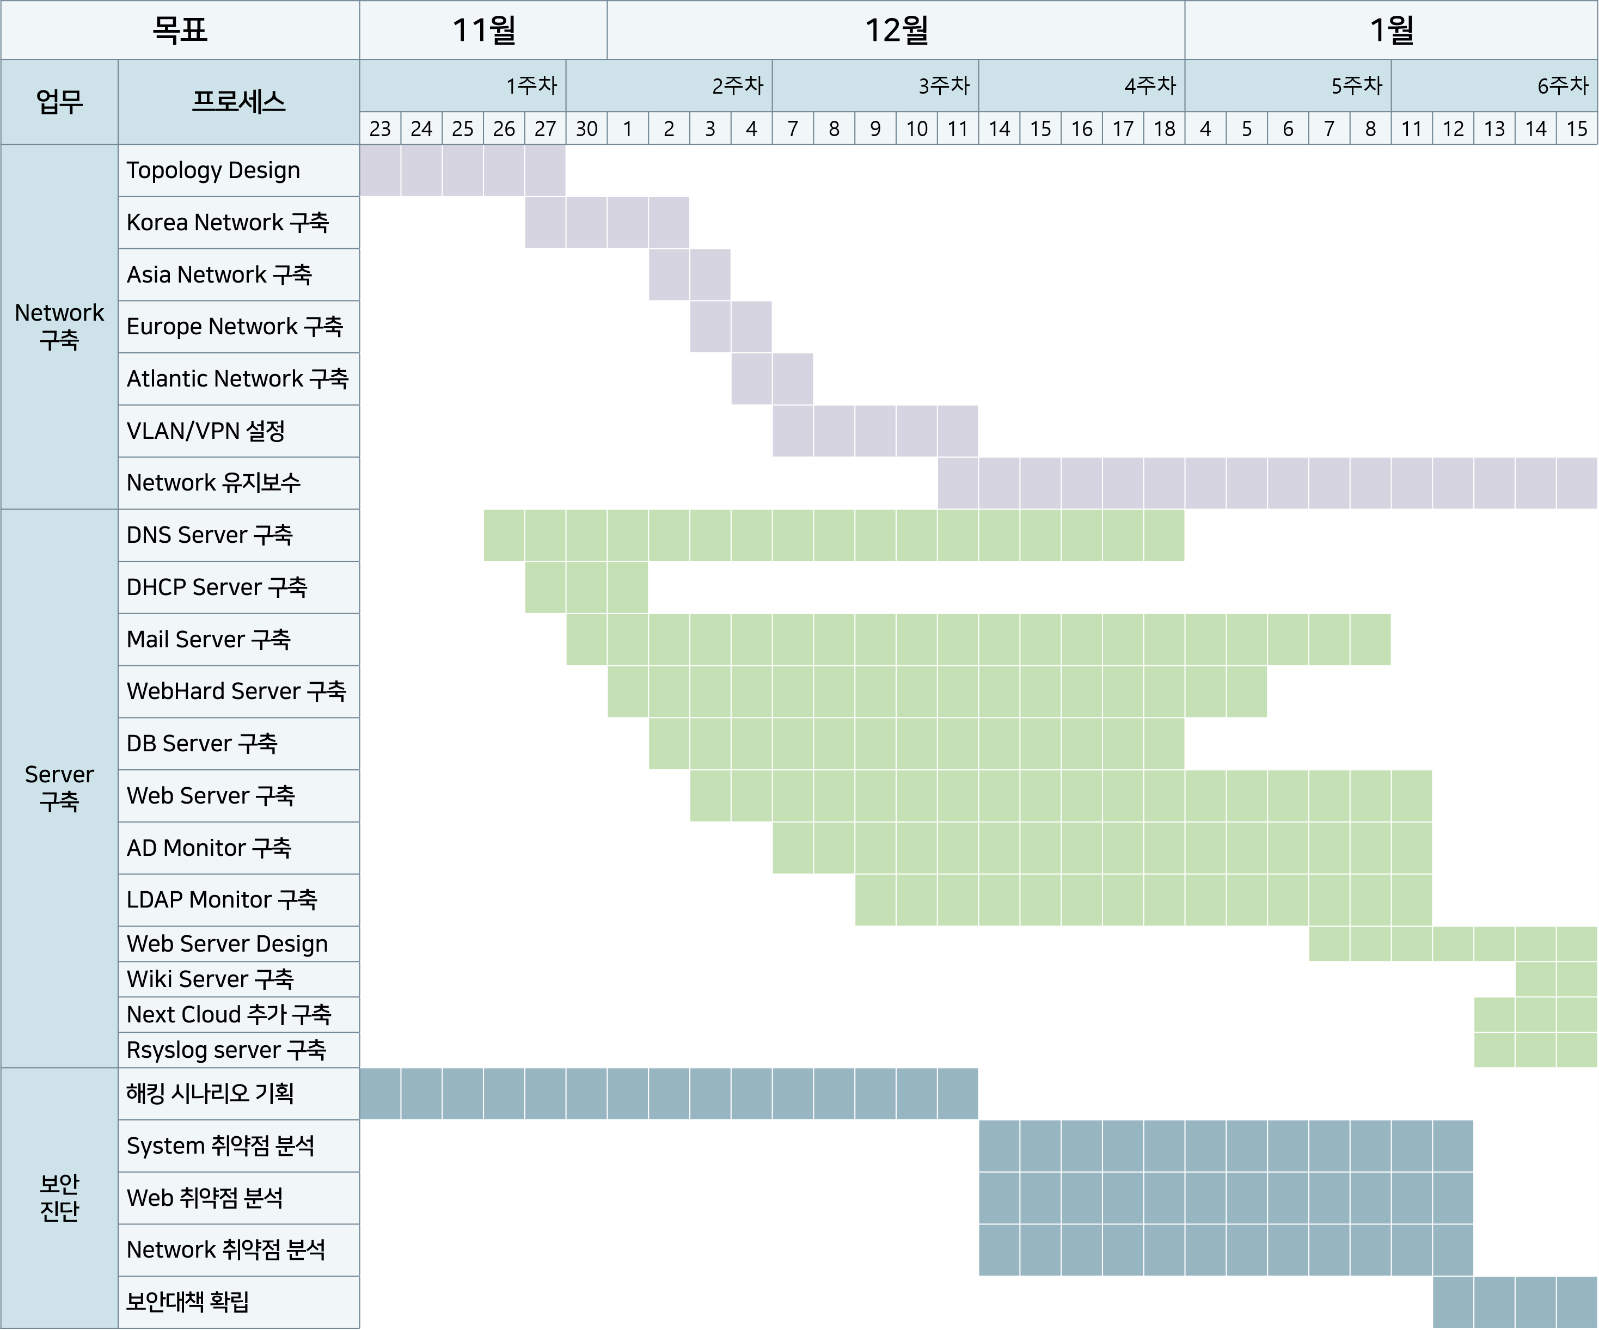 목표 11월 12월 1월
업무 프로세스 1주차 2주차 3주차 4주차 5주차 6주차
23 24 25 26 27 30 1 2 3 4 7 8 9 10 11 14 15 16 17 18 4 5 6 7 8 11 12 13 14 15
Network
구축
Topology Design
Korea Network 구축
Asia Network 구축
Europe Network 구축
Atlantic Network 구축
VLAN/VPN 설정
Network 유지보수
Server
구축
DNS Server 구축
DHCP Server 구축
Mail Server 구축
WebHard Server 구축
DB Server 구축
Web Server 구축
AD Monitor 구축
LDAP Monitor 구축
Web Server Design
Wiki Server 구축
Next Cloud 추가 구축
Rsyslog server 구축
보안
진단
해킹 시나리오 기획
System 취약점 분석
Web 취약점 분석
Network 취약점 분석
보안대책 확립